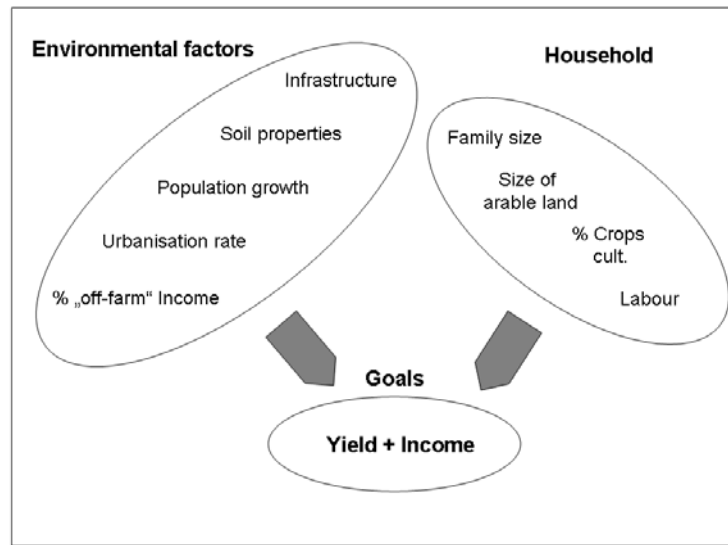 Environmental factors
Infrastructure
Soil properties
Population growth
Urbanisation rate
% „off-farm“ Income
Household
Family size
Size of
arable land
% Crops
cult.
Labour
Goals
Yield + Income